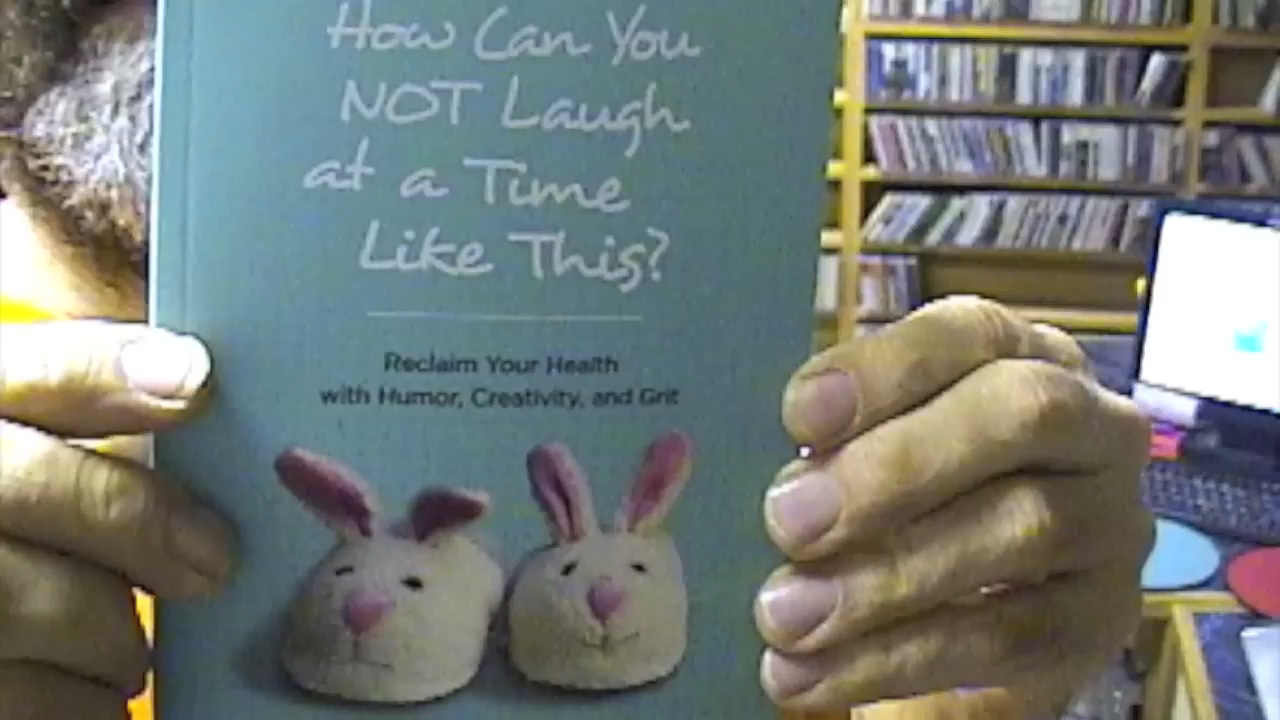 How Can You
NOT Laugh
at a Time
Like This?
Reclaim Your Health
with Humor, Creativity, and Grit